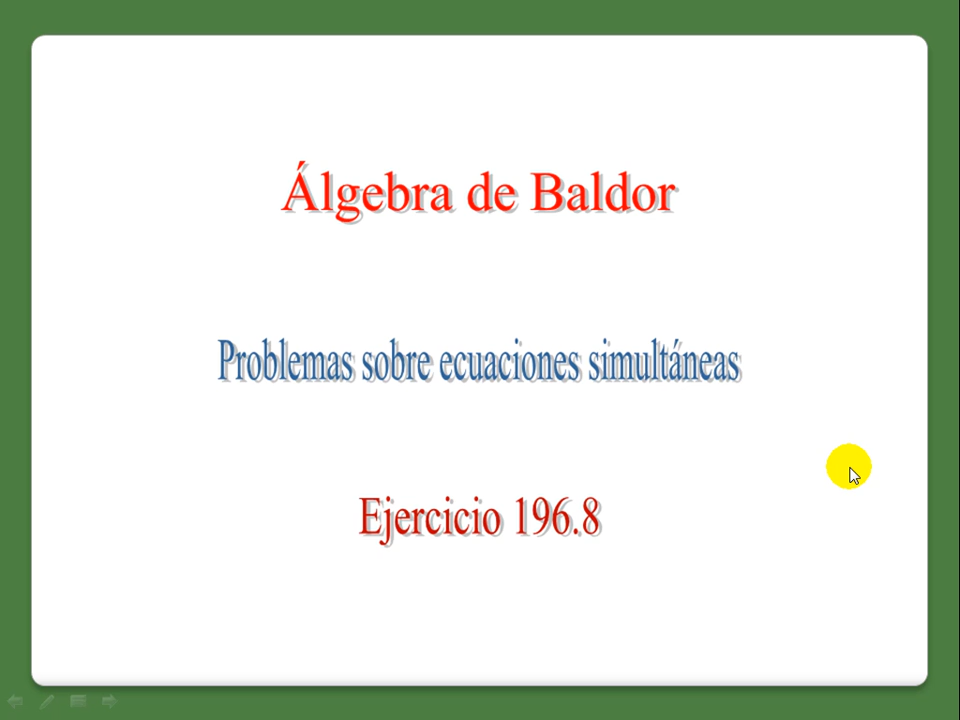 Álgebra de Baldor
Problemas sobre ecuaciones simultáneas
Ejercicio 196.8